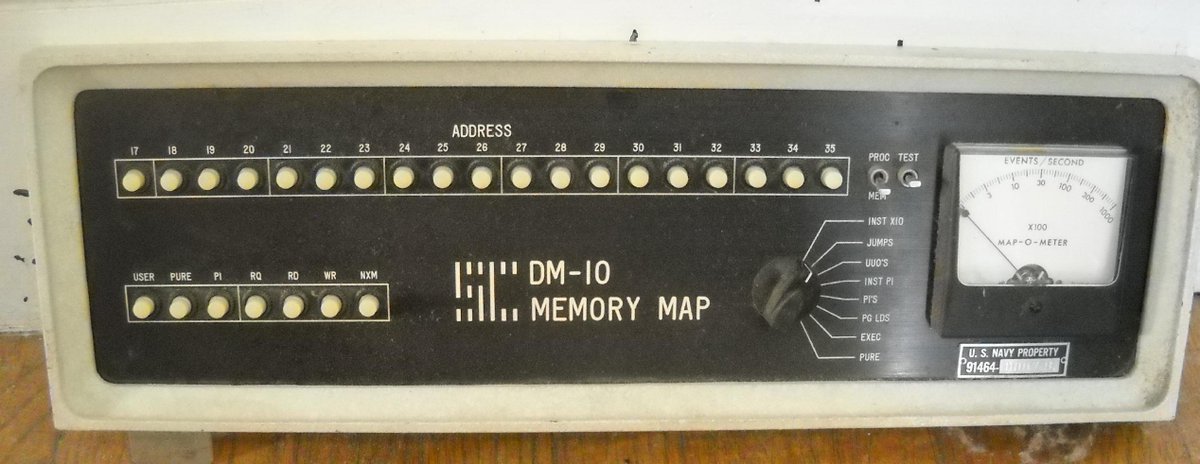 ADDRESS
17 18 19 20 21 22 23 24 25 26 27 28 29 30 31 32 33 34 35
PROC TEST
MEM
EVENTS/SECOND
3 10 30 100 300 1000
X100
MAP-O-METER
INST X10
JUMPS
UUO'S
INST PI
PI'S
PG LDS
EXEC
PURE
USER PURE PI RQ RD WR NXM
DM-10
MEMORY MAP
U. S. NAVY PROPERTY
91464-